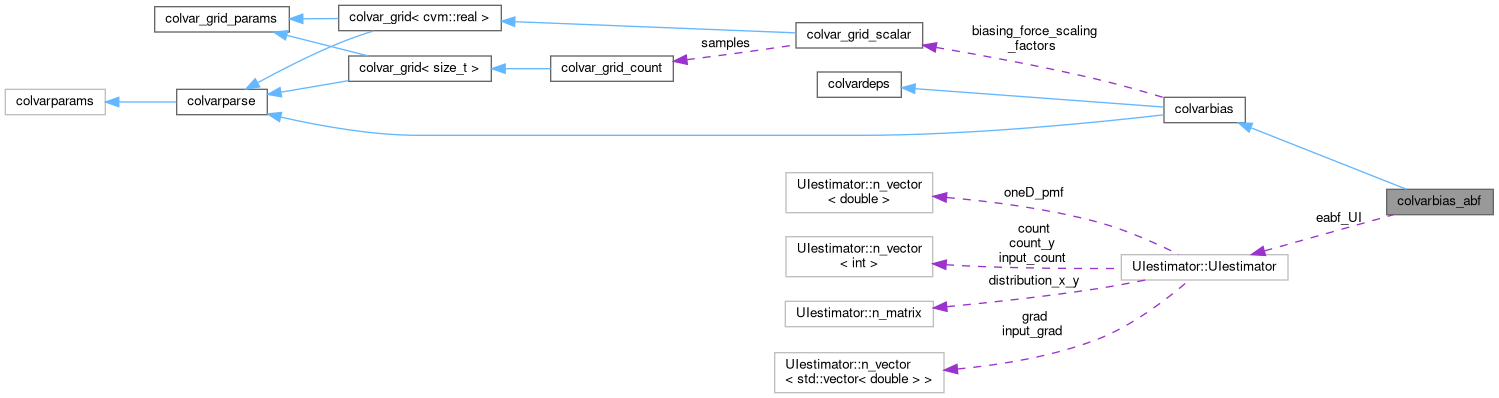 colvar_grid_params
colvar_grid< cvm::real >
colvar_grid_scalar
biasing_force_scaling
_factors
samples
colvar_grid< size_t >
colvar_grid_count
colvardeps
colvarparams
colvarparse
colvarbias
UIestimator::n_vector
< double >
oneD_pmf
colvarbias_abf
eabf_UI
count
count_y
input_count
UIestimator::n_vector
< int >
UIestimator::UIestimator
distribution_x_y
UIestimator::n_matrix
grad
input_grad
UIestimator::n_vector
< std::vector< double > >